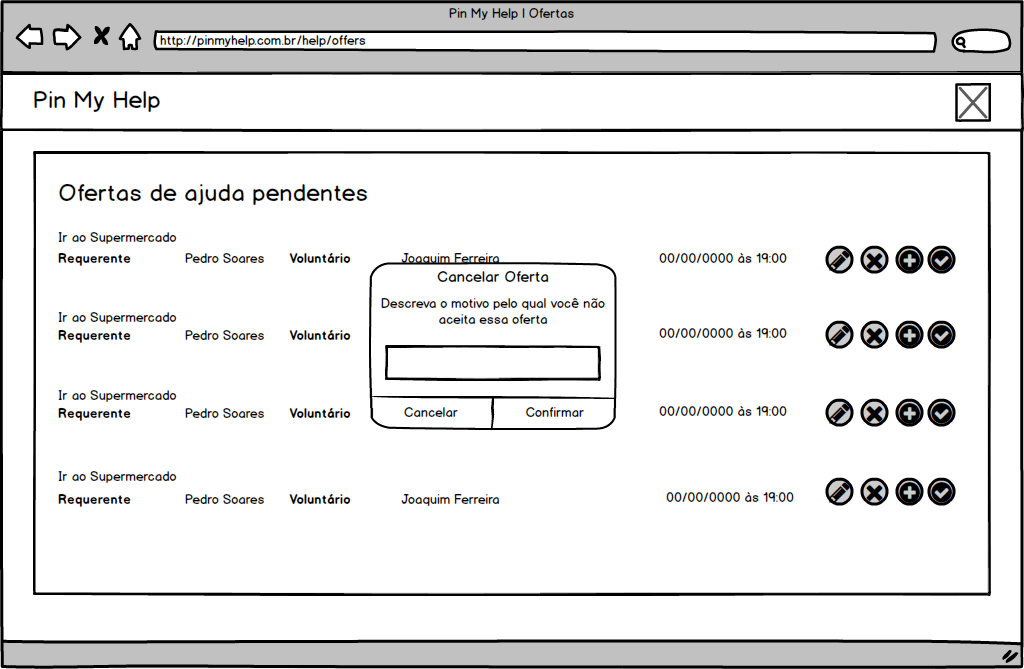 Pin My Help | Ofertas
http://pinmyhelp.com.br/help/offers
Pin My Help
Ofertas de ajuda pendentes
Ir ao Supermercado
Requerente Pedro Soares Voluntário Joaquim Ferreira 00/00/0000 às 19:00
Cancelar Oferta
Descreva o motivo pelo qual você não
aceita essa oferta
Cancelar Confirmar
Ir ao Supermercado
Requerente Pedro Soares Voluntário 00/00/0000 às 19:00
Ir ao Supermercado
Requerente Pedro Soares Voluntário 00/00/0000 às 19:00
Ir ao Supermercado
Requerente Pedro Soares Voluntário Joaquim Ferreira 00/00/0000 às 19:00